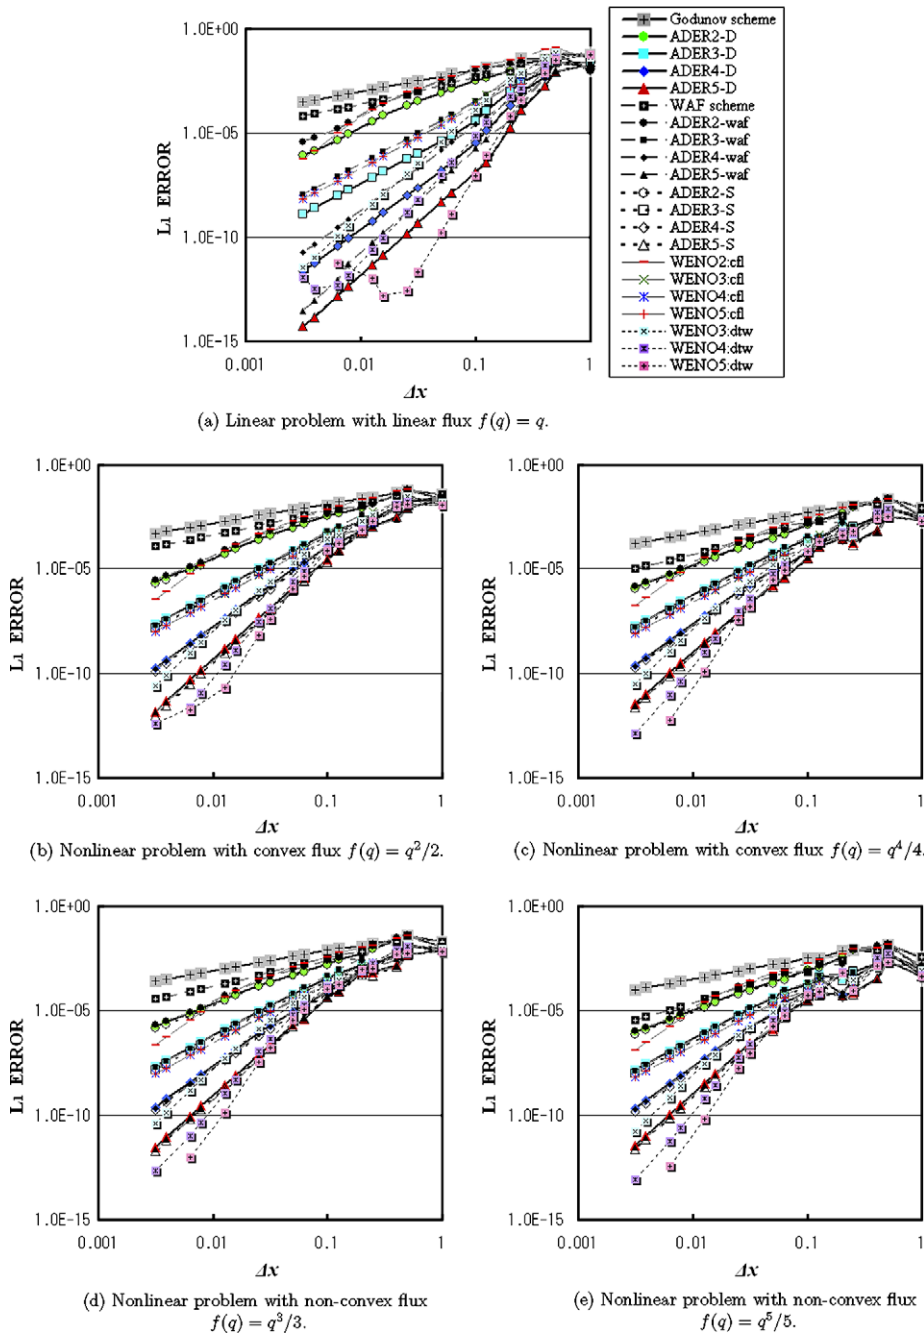 1.0E-01
1.0E-05
1.0E-10
1.0E-15
L1 ERROR
0.001
0.01
0.1
1
Δx
Godunov scheme
ADER2-D
ADER3-D
ADER4-D
ADER5-D
WAF scheme
ADER2-waf
ADER3-waf
ADER4-waf
ADER5-waf
ADER2-S
ADER3-S
ADER4-S
ADER5-S
WENO2:cfl
WENO3:cfl
WENO4:cfl
WENO5:cfl
WENO3:dtw
WENO4:dtw
WENO5:dtw
(a) Linear problem with linear flux f(q) = q.
1.0E+00
1.0E-05
1.0E-10
1.0E-15
L1 ERROR
0.001
0.01
0.1
1
Δx
(b) Nonlinear problem with convex flux f(q) = q²/2.
1.0E+00
1.0E-05
1.0E-10
1.0E-15
L1 ERROR
0.001
0.01
0.1
1
Δx
(c) Nonlinear problem with convex flux f(q) = q⁴/4.
1.0E+00
1.0E-05
1.0E-10
1.0E-15
L1 ERROR
0.001
0.01
0.1
1
Δx
(d) Nonlinear problem with non-convex flux
f(q) = q³/3.
1.0E+00
1.0E-05
1.0E-10
1.0E-15
L1 ERROR
0.001
0.01
0.1
1
Δx
(e) Nonlinear problem with non-convex flux
f(q) = q⁵/5.